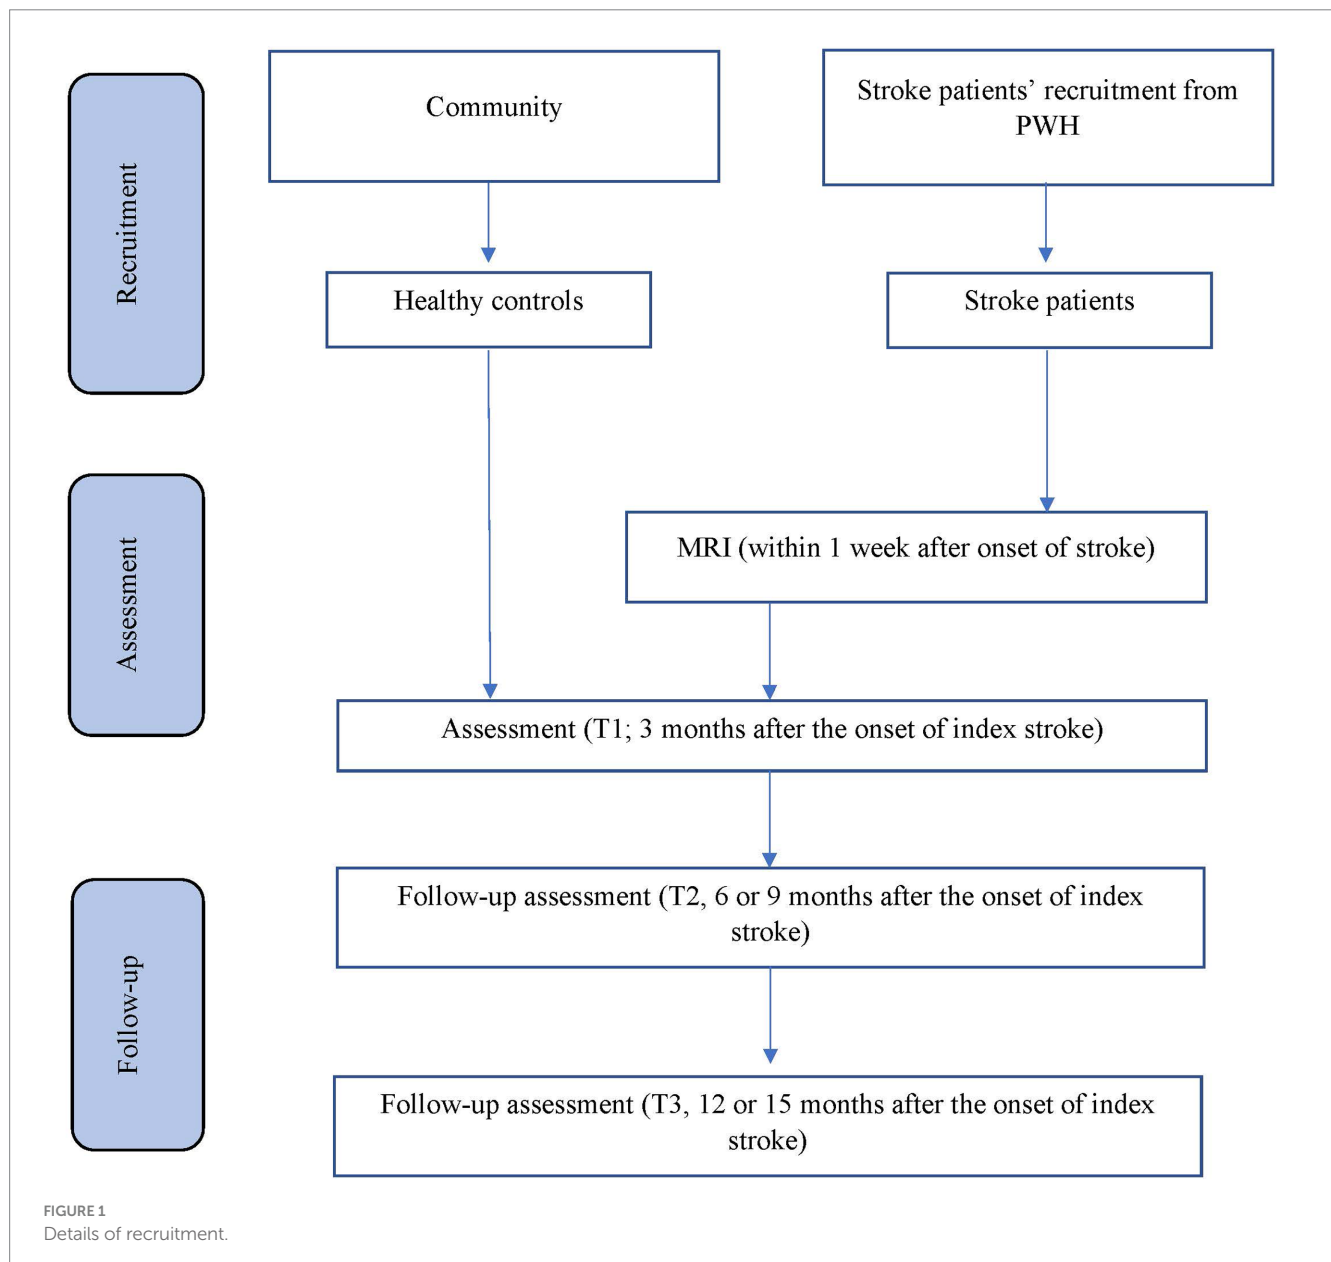 Recruitment
Community
Stroke patients’ recruitment from
PWH
Healthy controls
Stroke patients
Assessment
MRI (within 1 week after onset of stroke)
Assessment (T1; 3 months after the onset of index stroke)
Follow-up
Follow-up assessment (T2, 6 or 9 months after the onset of index
stroke)
Follow-up assessment (T3, 12 or 15 months after the onset of index
stroke)
FIGURE 1
Details of recruitment.